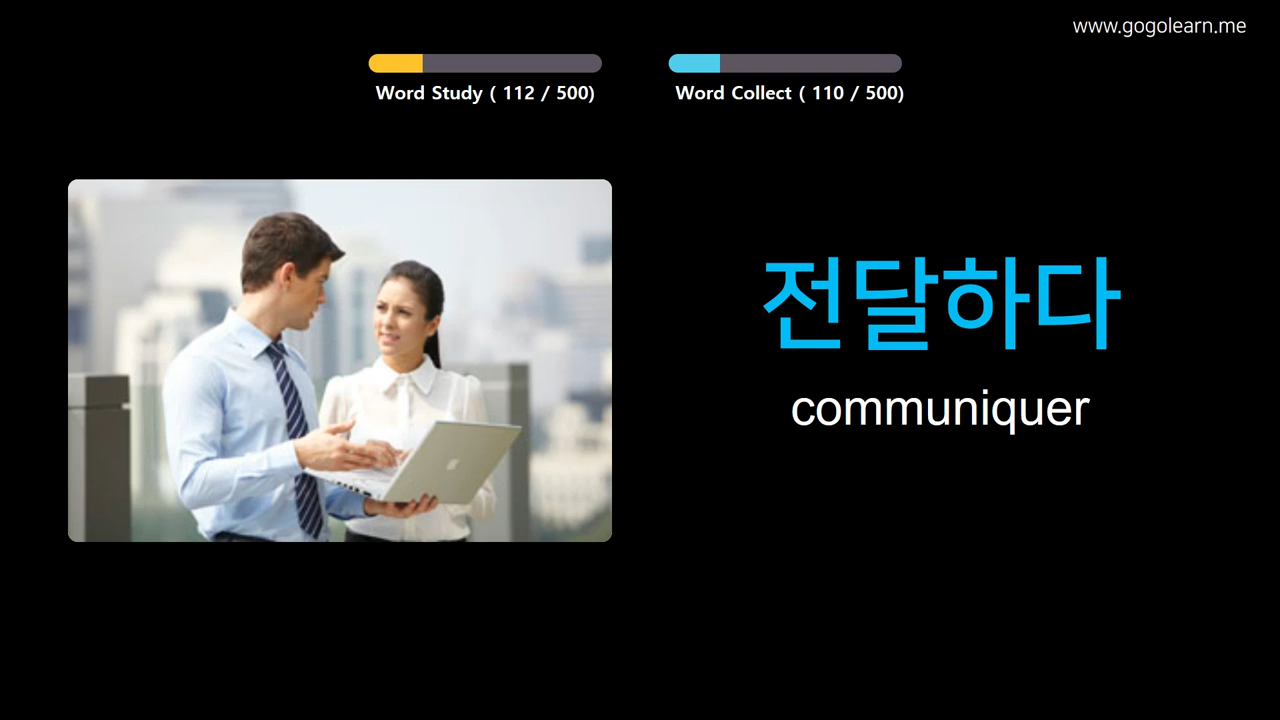 www.gogolearn.me
Word Study ( 112 / 500)
Word Collect ( 110 / 500)
전달하다
communiquer